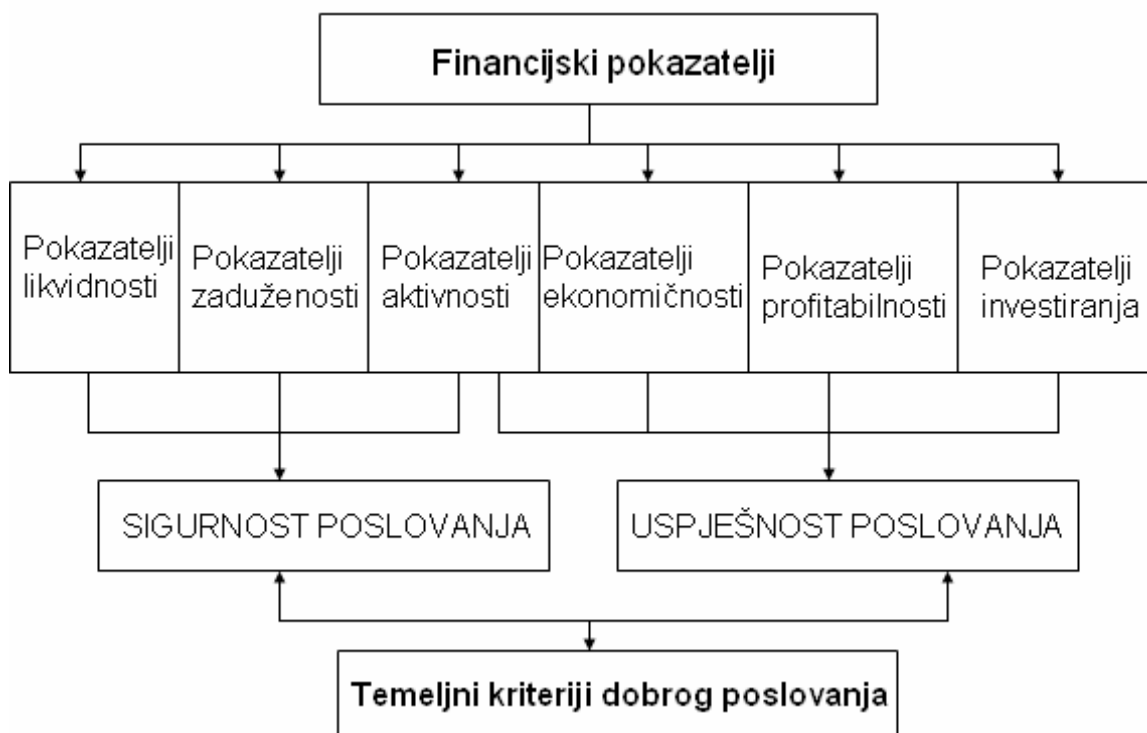 Financijski pokazatelji
Pokazatelji
likvidnosti
Pokazatelji
zaduženosti
Pokazatelji
aktivnosti
Pokazatelji
ekonomičnosti
Pokazatelji
profitabilnosti
Pokazatelji
investiranja
SIGURNOST POSLOVANJA
USPJEŠNOST POSLOVANJA
Temeljni kriteriji dobrog poslovanja